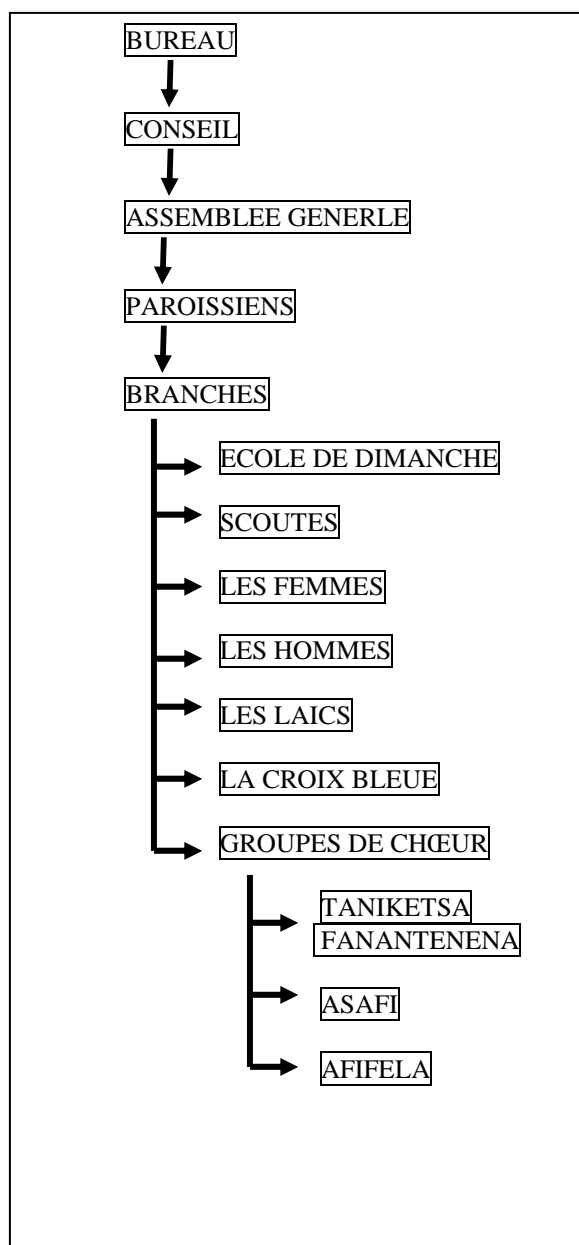 BUREAU
CONSEIL
ASSEMBLEE GENERLE
PAROISSIENS
BRANCHES
ECOLE DE DIMANCHE
SCOUTES
LES FEMMES
LES HOMMES
LES LAICS
LA CROIX BLEUE
GROUPES DE CHŒUR
TANIKETSA
FANANTENENA
ASAFI
AFIFELA